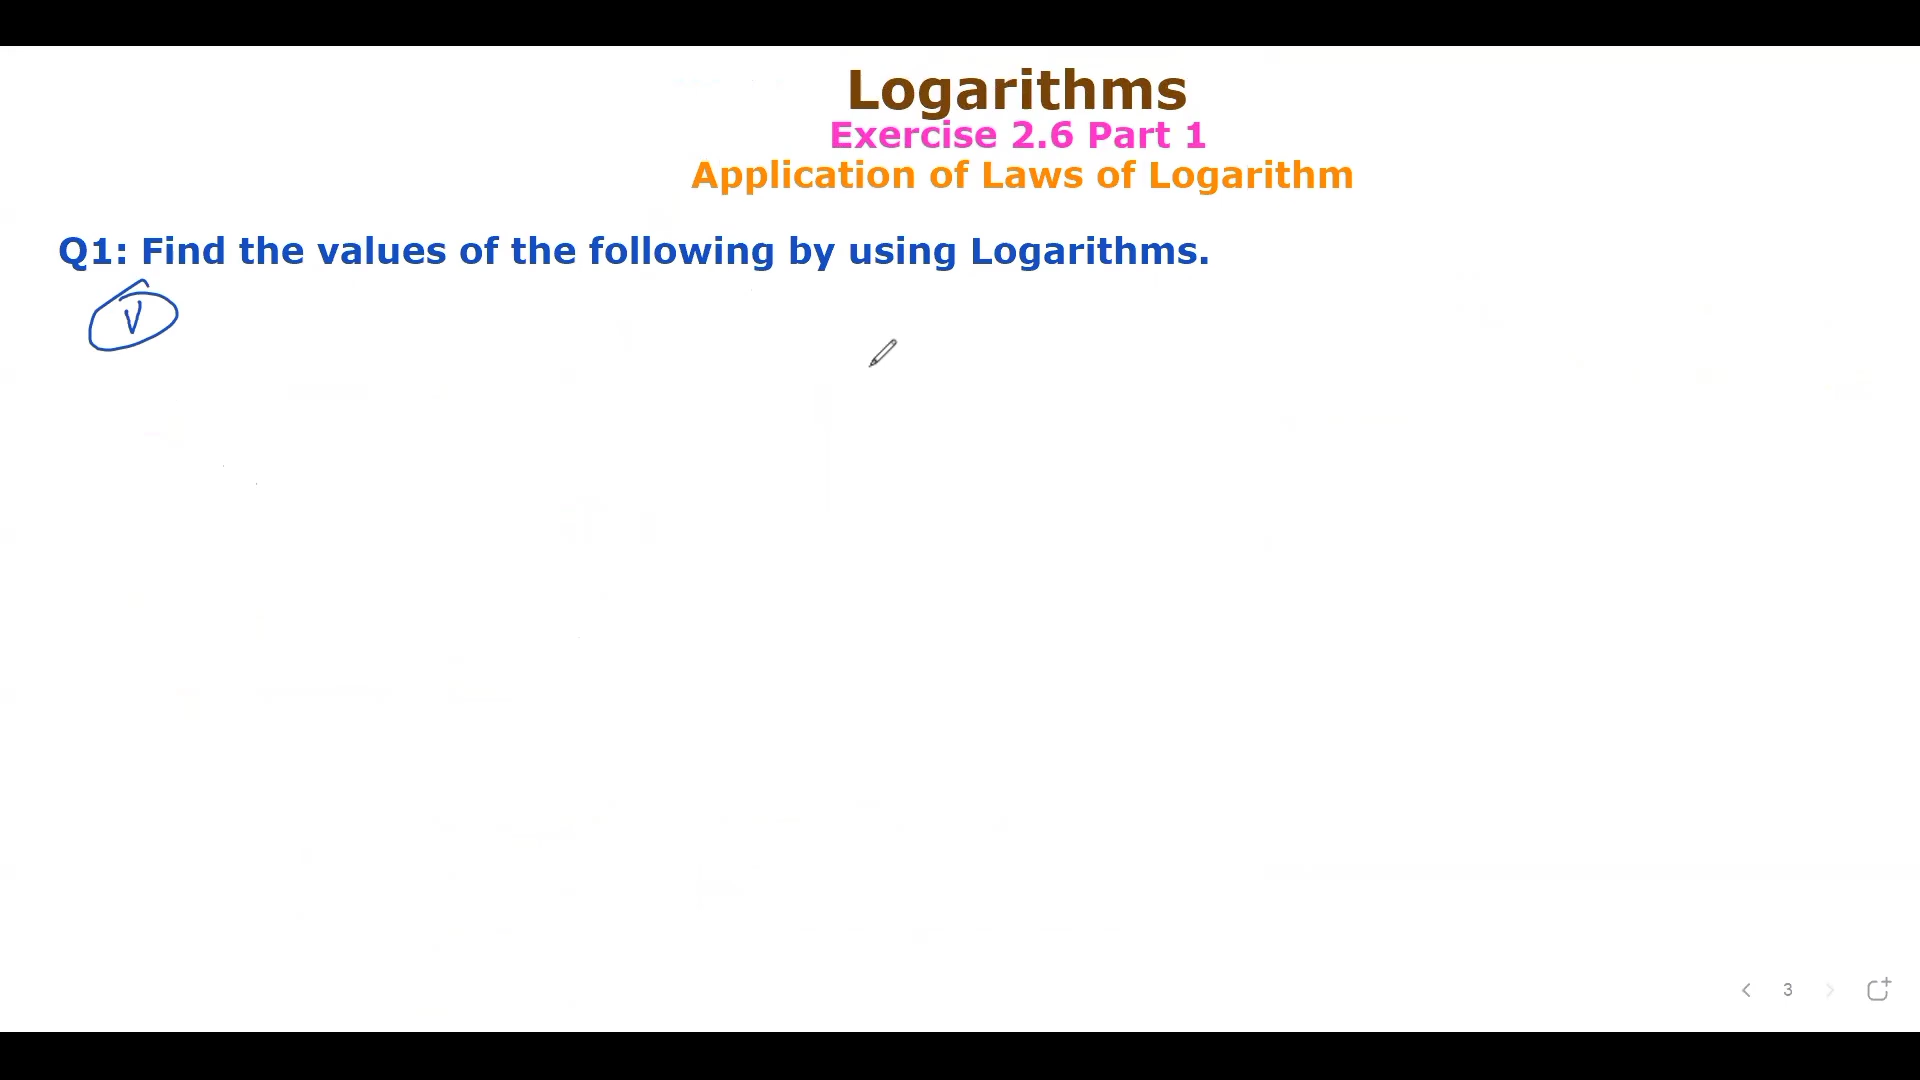 Logarithms
Exercise 2.6 Part 1
Application of Laws of Logarithm
Q1: Find the values of the following by using Logarithms.
V
3